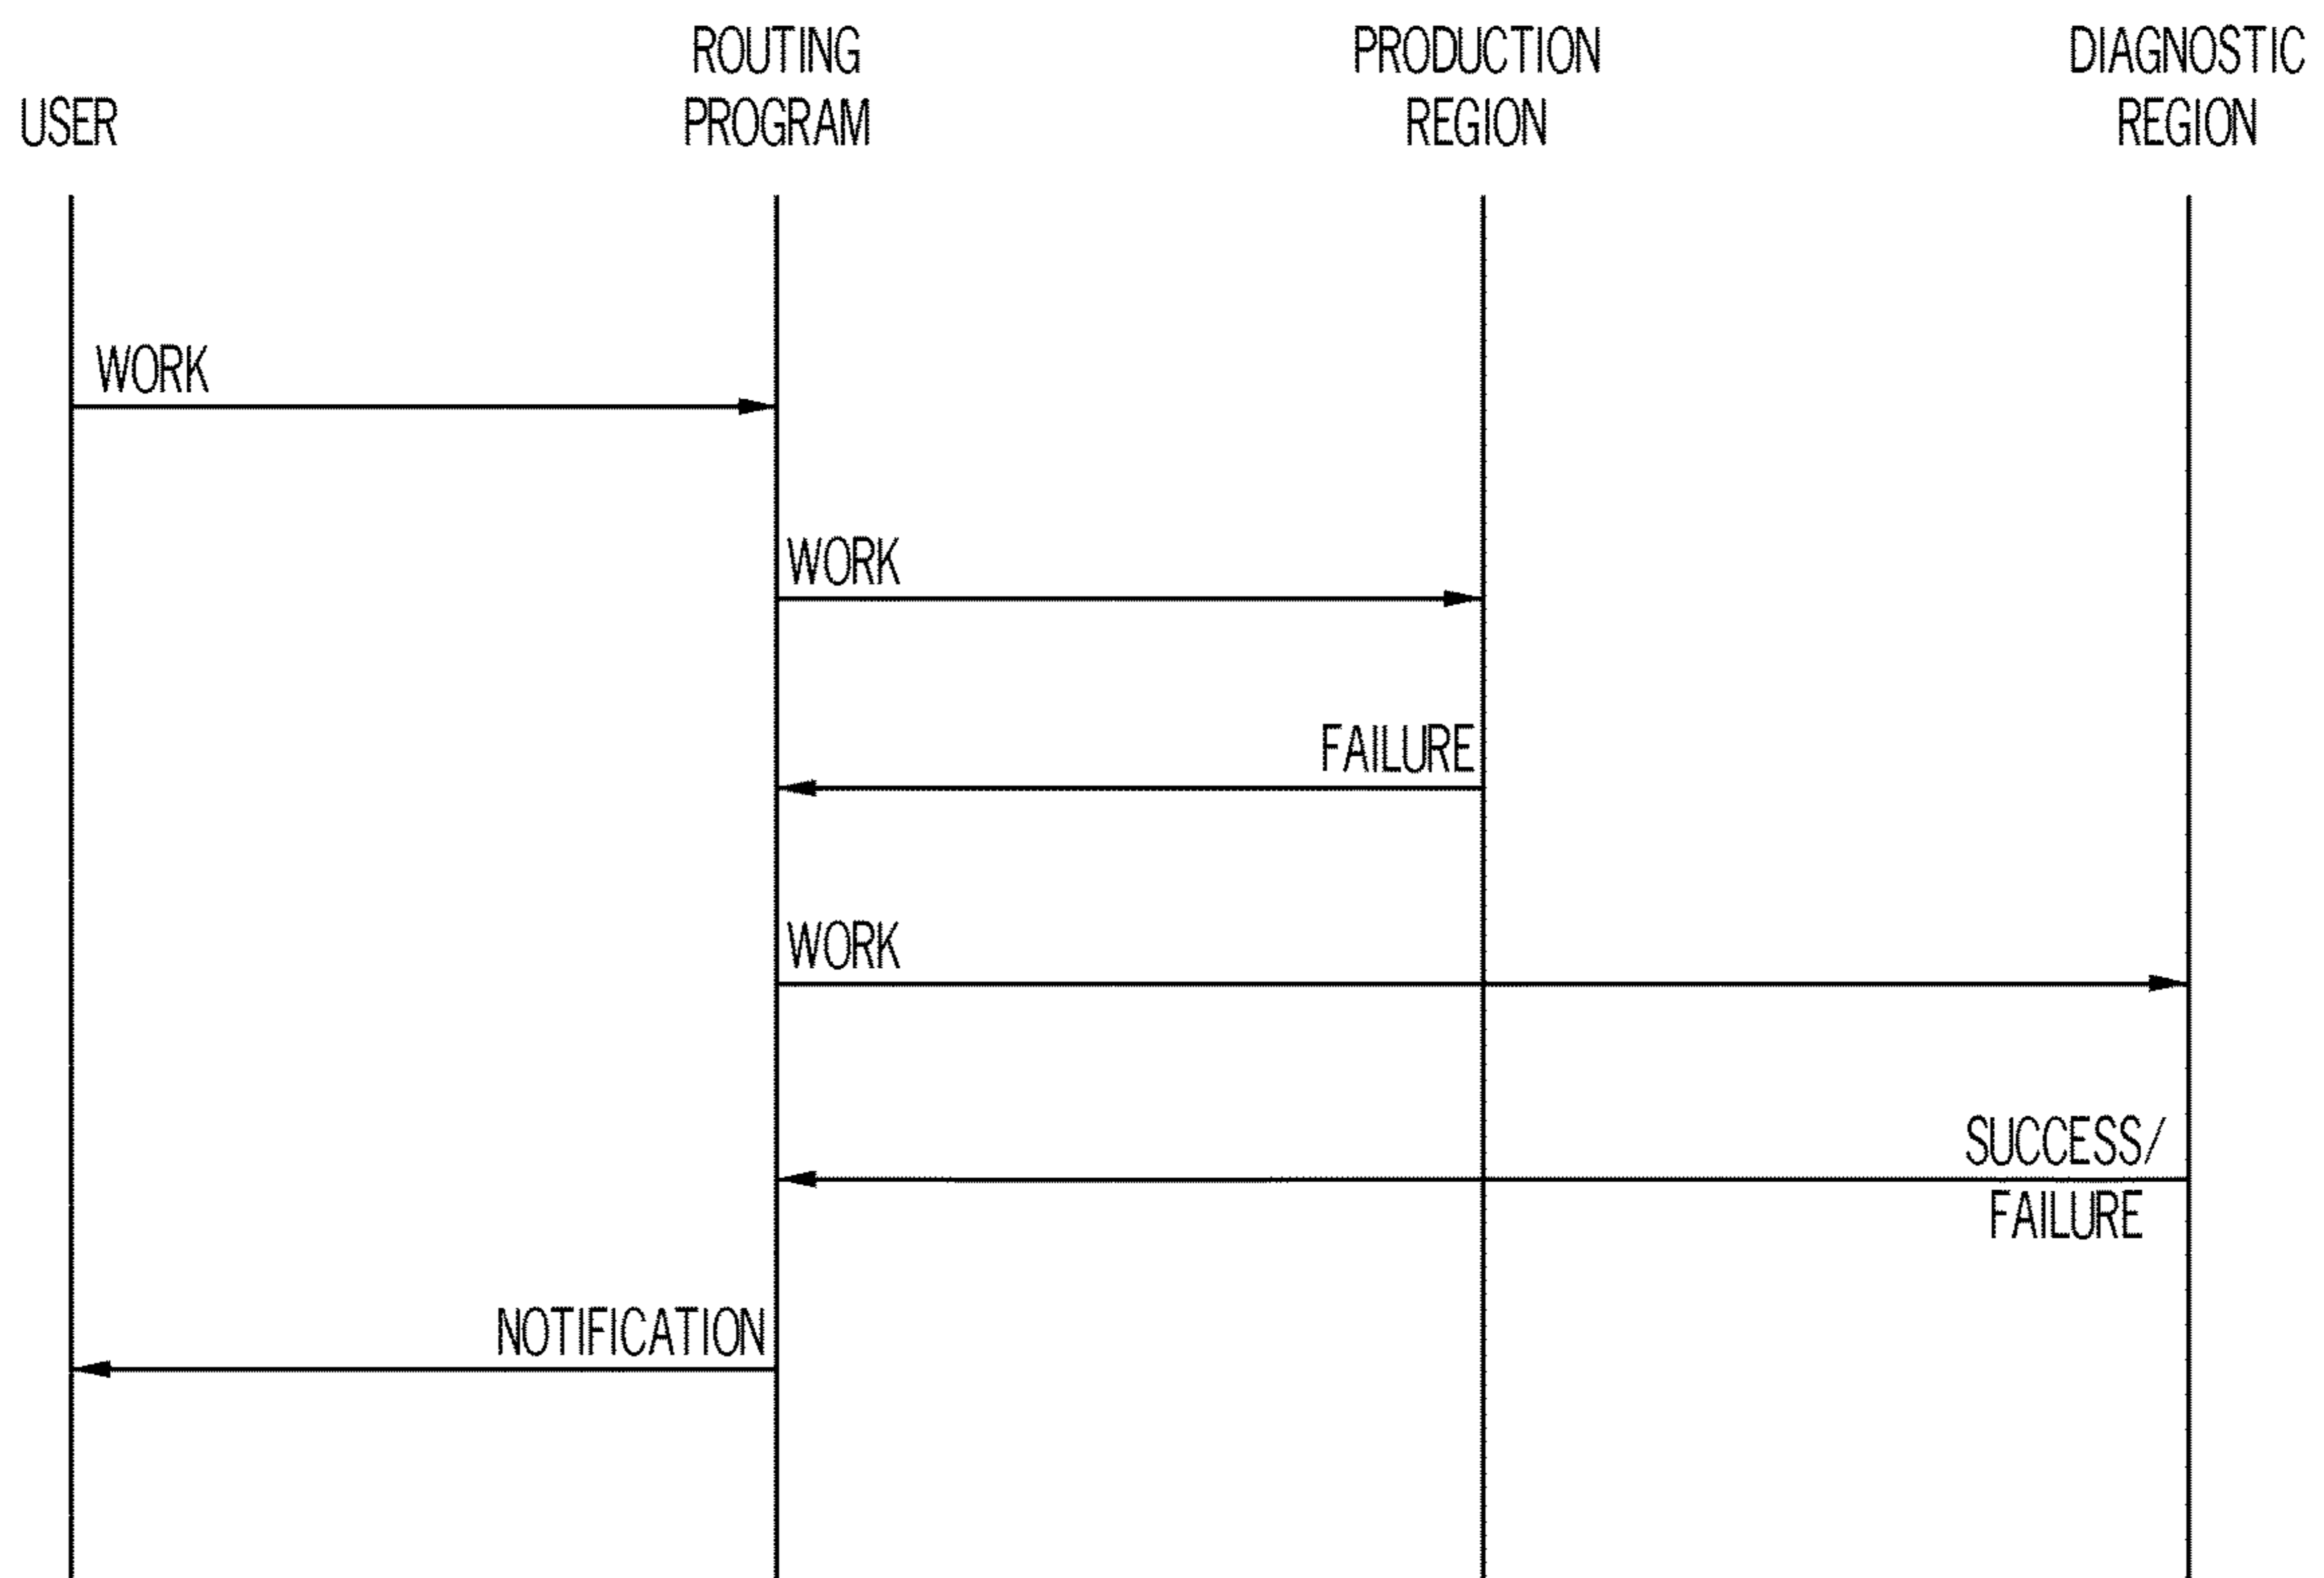 USER
ROUTING
PROGRAM
PRODUCTION
REGION
DIAGNOSTIC
REGION
WORK
WORK
FAILURE
WORK
SUCCESS/
FAILURE
NOTIFICATION